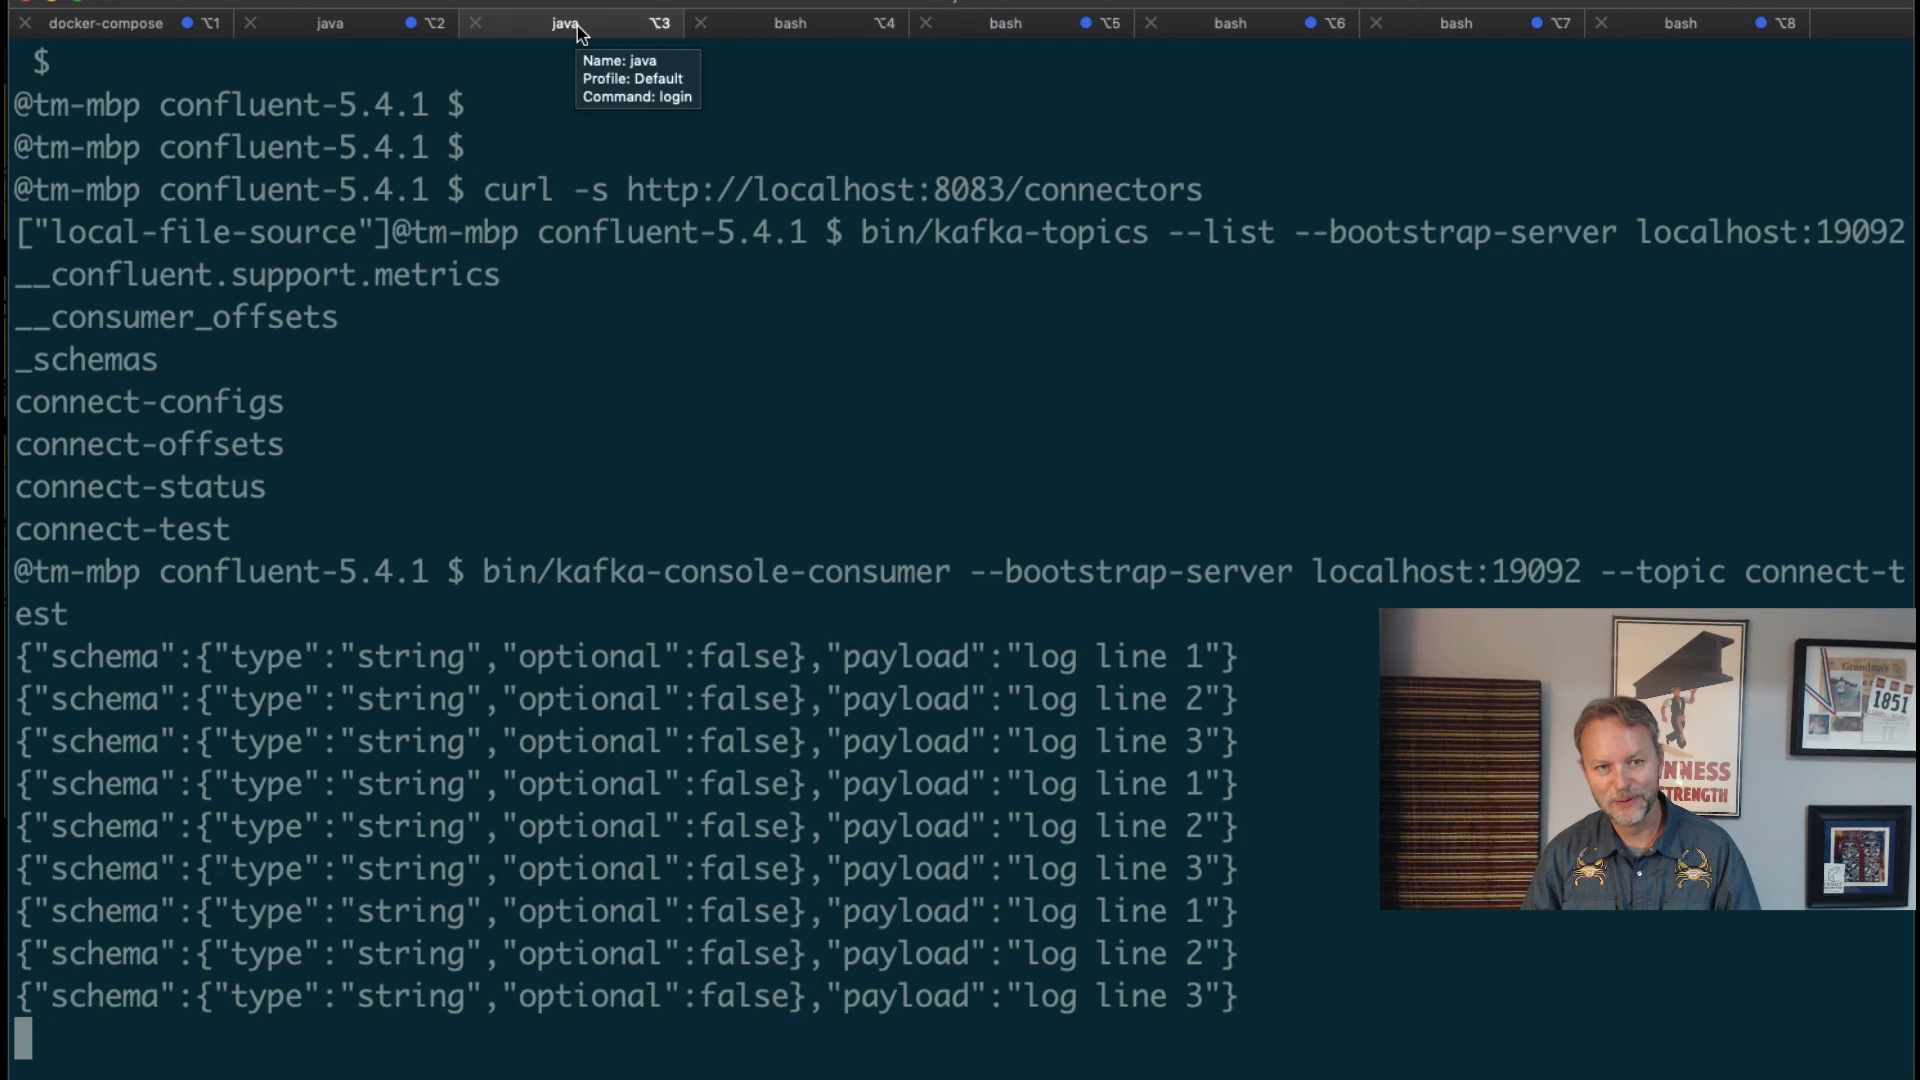 docker-compose ⌥1 java ⌥2 java ⌥3 bash ⌥4 bash ⌥5 bash ⌥6 bash ⌥7 bash ⌥8
Name: java
Profile: Default
Command: login
$
@tm-mbp confluent-5.4.1 $
@tm-mbp confluent-5.4.1 $
@tm-mbp confluent-5.4.1 $ curl -s http://localhost:8083/connectors
["local-file-source"]@tm-mbp confluent-5.4.1 $ bin/kafka-topics --list --bootstrap-server localhost:19092
__confluent.support.metrics
__consumer_offsets
_schemas
connect-configs
connect-offsets
connect-status
connect-test
@tm-mbp confluent-5.4.1 $ bin/kafka-console-consumer --bootstrap-server localhost:19092 --topic connect-t
est
{"schema":{"type":"string","optional":false},"payload":"log line 1"}
{"schema":{"type":"string","optional":false},"payload":"log line 2"}
{"schema":{"type":"string","optional":false},"payload":"log line 3"}
{"schema":{"type":"string","optional":false},"payload":"log line 1"}
{"schema":{"type":"string","optional":false},"payload":"log line 2"}
{"schema":{"type":"string","optional":false},"payload":"log line 3"}
{"schema":{"type":"string","optional":false},"payload":"log line 1"}
{"schema":{"type":"string","optional":false},"payload":"log line 2"}
{"schema":{"type":"string","optional":false},"payload":"log line 3"}
NNESS
STRENGTH
Grandma's
1851